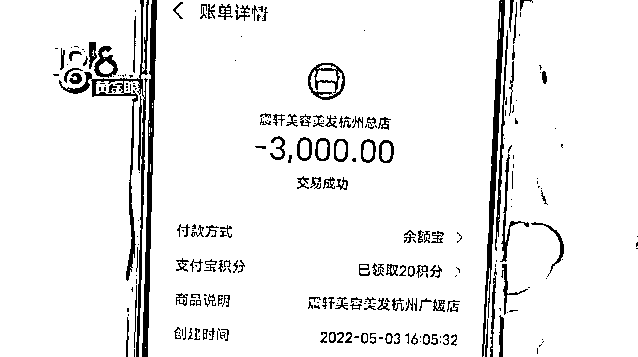 账单详情
1818
黄金眼
震轩美容美发杭州总店
-3,000.00
交易成功
付款方式 余额宝
支付宝积分 已领取20积分
商品说明 震轩美容美发杭州广媛店
创建时间 2022-05-03 16:05:32